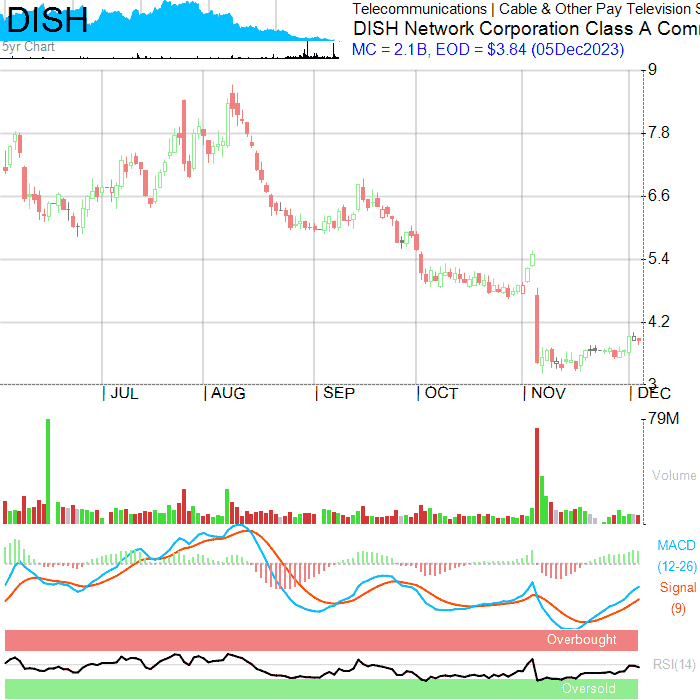 DISH
Telecommunications | Cable & Other Pay Television S
DISH Network Corporation Class A Com
5yr Chart
MC = 2.1B, EOD = $3.84 (05Dec2023)
9
7.8
6.6
5.4
4.2
3
JUL AUG SEP OCT NOV DEC
79M
Volume
MACD
(12-26)
Signal
(9)
Overbought
RSI(14)
Oversold